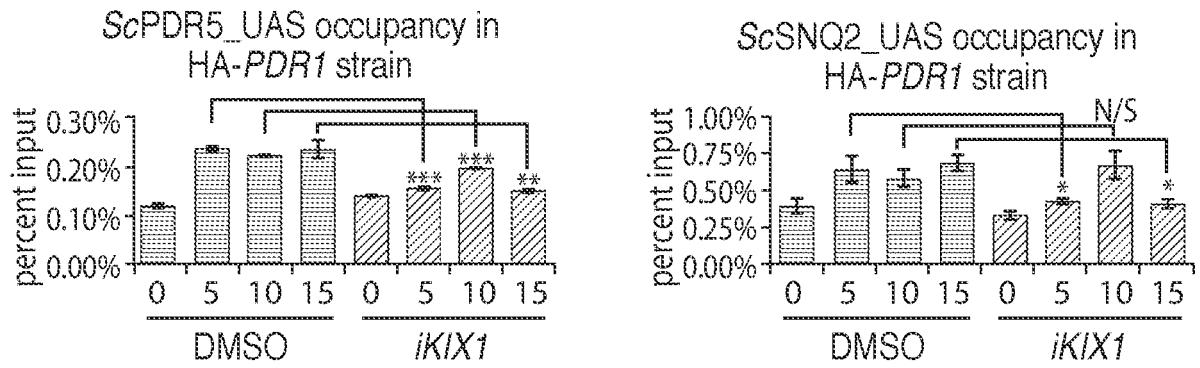 ScPDR5_UAS occupancy in
HA-PDR1 strain
percent input
0.30%
0.20%
0.10%
0.00%
*** *** **
0 5 10 15 0 5 10 15
DMSO iKIX1
ScSNQ2_UAS occupancy in
HA-PDR1 strain
percent input
1.00%
0.75%
0.50%
0.25%
0.00%
N/S
* *
0 5 10 15 0 5 10 15
DMSO iKIX1